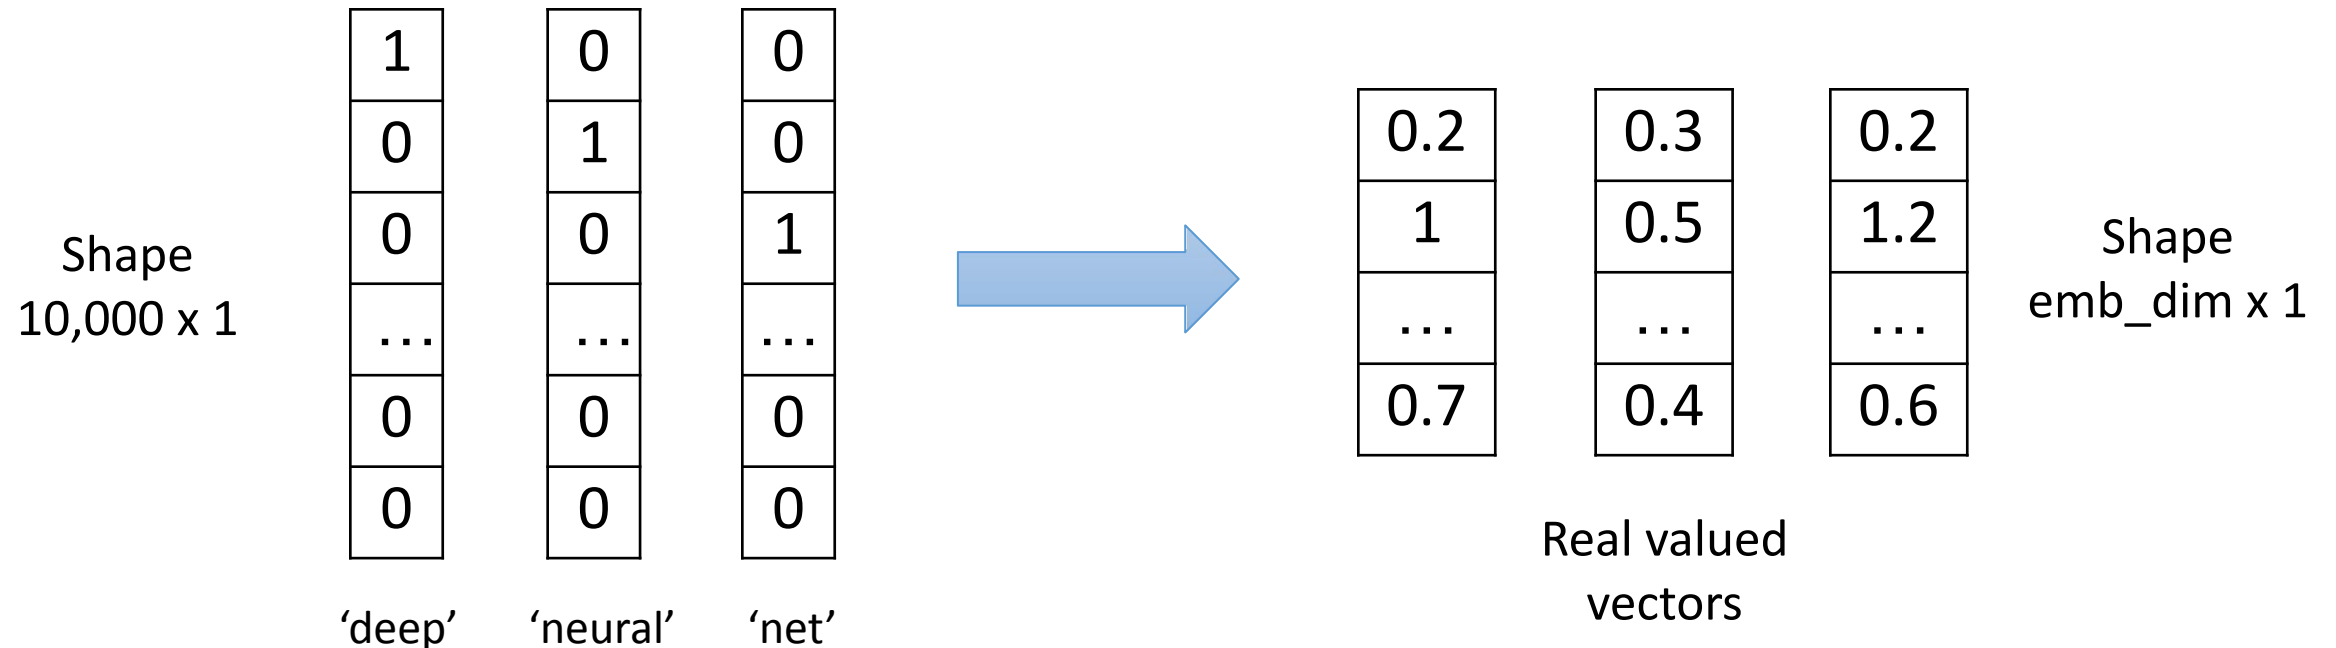 1 0 0
0 1 0 0.2 0.3 0.2
0 0 1 1 0.5 1.2
Shape
10,000 x 1
Shape
emb_dim x 1
... ... ... ... ... ...
0 0 0 0.7 0.4 0.6
0 0 0
Real valued
vectors
‘deep’ ‘neural’ ‘net’